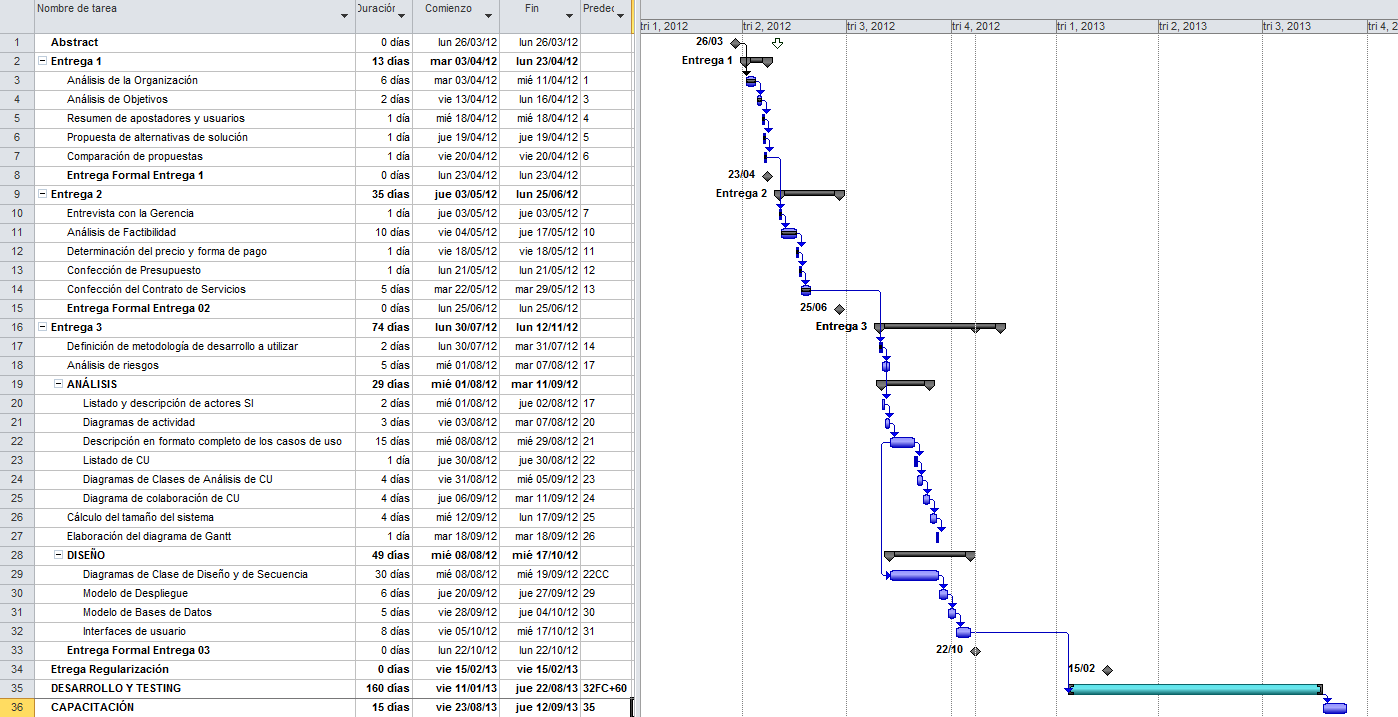 Nombre de tarea Duración Comienzo Fin Predec
tri 1, 2012 tri 2, 2012 tri 3, 2012 tri 4, 2012 tri 1, 2013 tri 2, 2013 tri 3, 2013 tri 4, 2
1 Abstract 0 días lun 26/03/12 lun 26/03/12 26/03
2 Entrega 1 13 días mar 03/04/12 lun 23/04/12 Entrega 1
3 Análisis de la Organización 6 días mar 03/04/12 mié 11/04/12 1
4 Análisis de Objetivos 2 días vie 13/04/12 lun 16/04/12 3
5 Resumen de apostadores y usuarios 1 día mié 18/04/12 mié 18/04/12 4
6 Propuesta de alternativas de solución 1 día jue 19/04/12 jue 19/04/12 5
7 Comparación de propuestas 1 día vie 20/04/12 vie 20/04/12 6
8 Entrega Formal Entrega 1 0 días lun 23/04/12 lun 23/04/12 23/04
9 Entrega 2 35 días jue 03/05/12 lun 25/06/12 Entrega 2
10 Entrevista con la Gerencia 1 día jue 03/05/12 jue 03/05/12 7
11 Análisis de Factibilidad 10 días vie 04/05/12 jue 17/05/12 10
12 Determinación del precio y forma de pago 1 día vie 18/05/12 vie 18/05/12 11
13 Confección de Presupuesto 1 día lun 21/05/12 lun 21/05/12 12
14 Confección del Contrato de Servicios 5 días mar 22/05/12 mar 29/05/12 13
15 Entrega Formal Entrega 02 0 días lun 25/06/12 lun 25/06/12 25/06
16 Entrega 3 74 días lun 30/07/12 lun 12/11/12 Entrega 3
17 Definición de metodología de desarrollo a utilizar 2 días lun 30/07/12 mar 31/07/12 14
18 Análisis de riesgos 5 días mié 01/08/12 mar 07/08/12 17
19 ANÁLISIS 29 días mié 01/08/12 mar 11/09/12
20 Listado y descripción de actores SI 2 días mié 01/08/12 jue 02/08/12 17
21 Diagramas de actividad 3 días vie 03/08/12 mar 07/08/12 20
22 Descripción en formato completo de los casos de uso 15 días mié 08/08/12 mié 29/08/12 21
23 Listado de CU 1 día jue 30/08/12 jue 30/08/12 22
24 Diagramas de Clases de Análisis de CU 4 días vie 31/08/12 mié 05/09/12 23
25 Diagrama de colaboración de CU 4 días jue 06/09/12 mar 11/09/12 24
26 Cálculo del tamaño del sistema 4 días mié 12/09/12 lun 17/09/12 25
27 Elaboración del diagrama de Gantt 1 día mar 18/09/12 mar 18/09/12 26
28 DISEÑO 49 días mié 08/08/12 mié 17/10/12
29 Diagramas de Clase de Diseño y de Secuencia 30 días mié 08/08/12 mié 19/09/12 22CC
30 Modelo de Despliegue 6 días jue 20/09/12 jue 27/09/12 29
31 Modelo de Bases de Datos 5 días vie 28/09/12 jue 04/10/12 30
32 Interfaces de usuario 8 días vie 05/10/12 mié 17/10/12 31
33 Entrega Formal Entrega 03 0 días lun 22/10/12 lun 22/10/12 22/10
34 Etrega Regularización 0 días vie 15/02/13 vie 15/02/13 15/02
35 DESARROLLO Y TESTING 160 días vie 11/01/13 jue 22/08/13 32FC+60
36 CAPACITACIÓN 15 días vie 23/08/13 jue 12/09/13 35